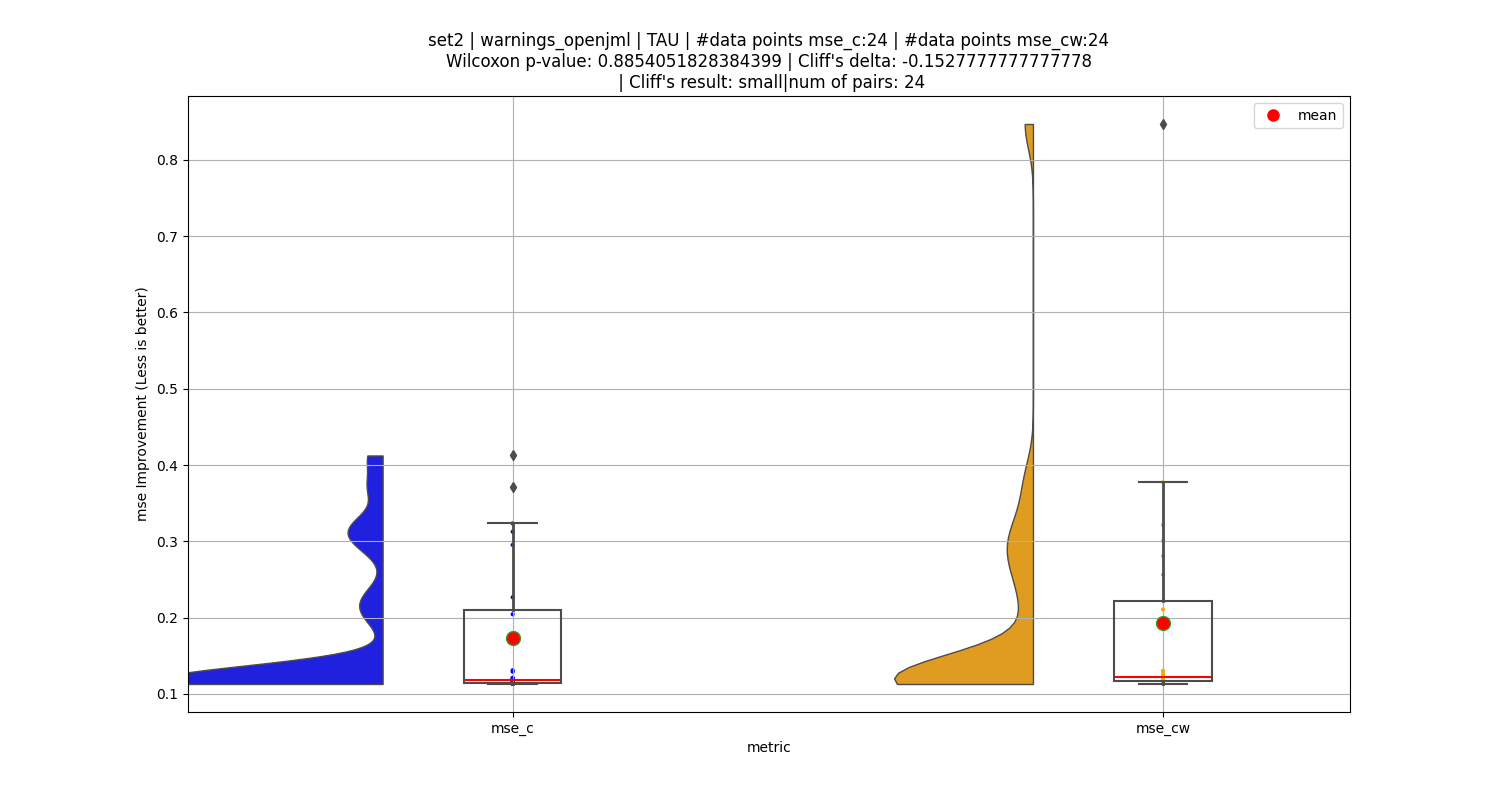 set2 | warnings_openjml | TAU | #data points mse_c:24 | #data points mse_cw:24
Wilcoxon p-value: 0.8854051828384399 | Cliff's delta: -0.1527777777777778
| Cliff's result: small|num of pairs: 24
mean
0.8
0.7
0.6
0.5
0.4
0.3
0.2
0.1
mse Improvement (Less is better)
mse_c
mse_cw
metric